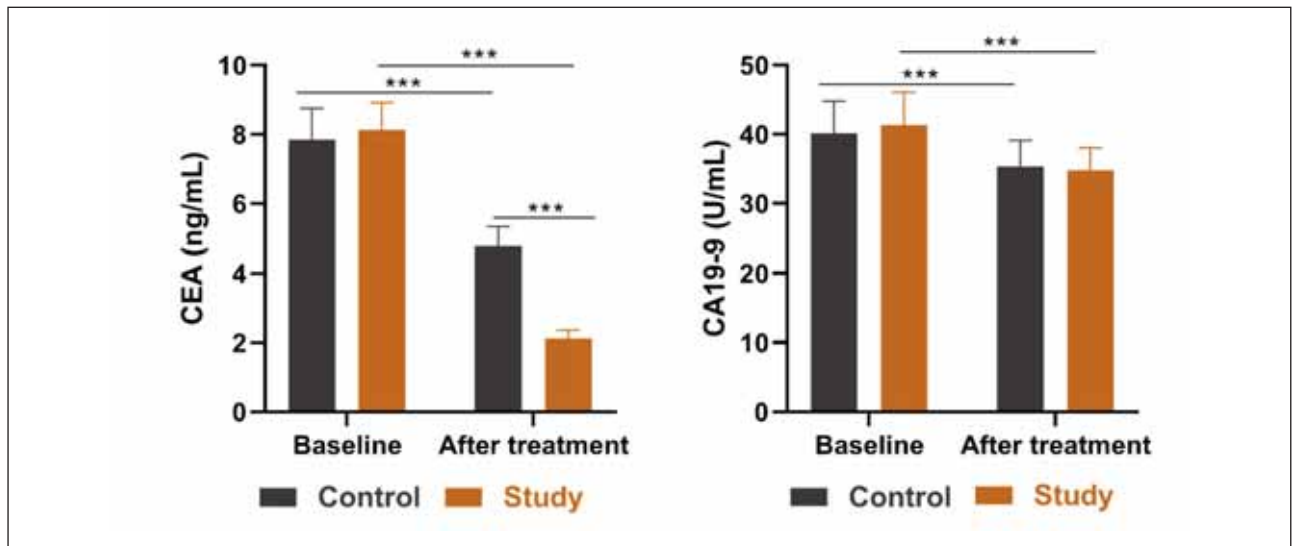 ***
***
***
10
8
6
4
2
0
CEA (ng/mL)
Baseline
After treatment
Control
Study
***
***
50
40
30
20
10
0
CA19-9 (U/mL)
Baseline
After treatment
Control
Study